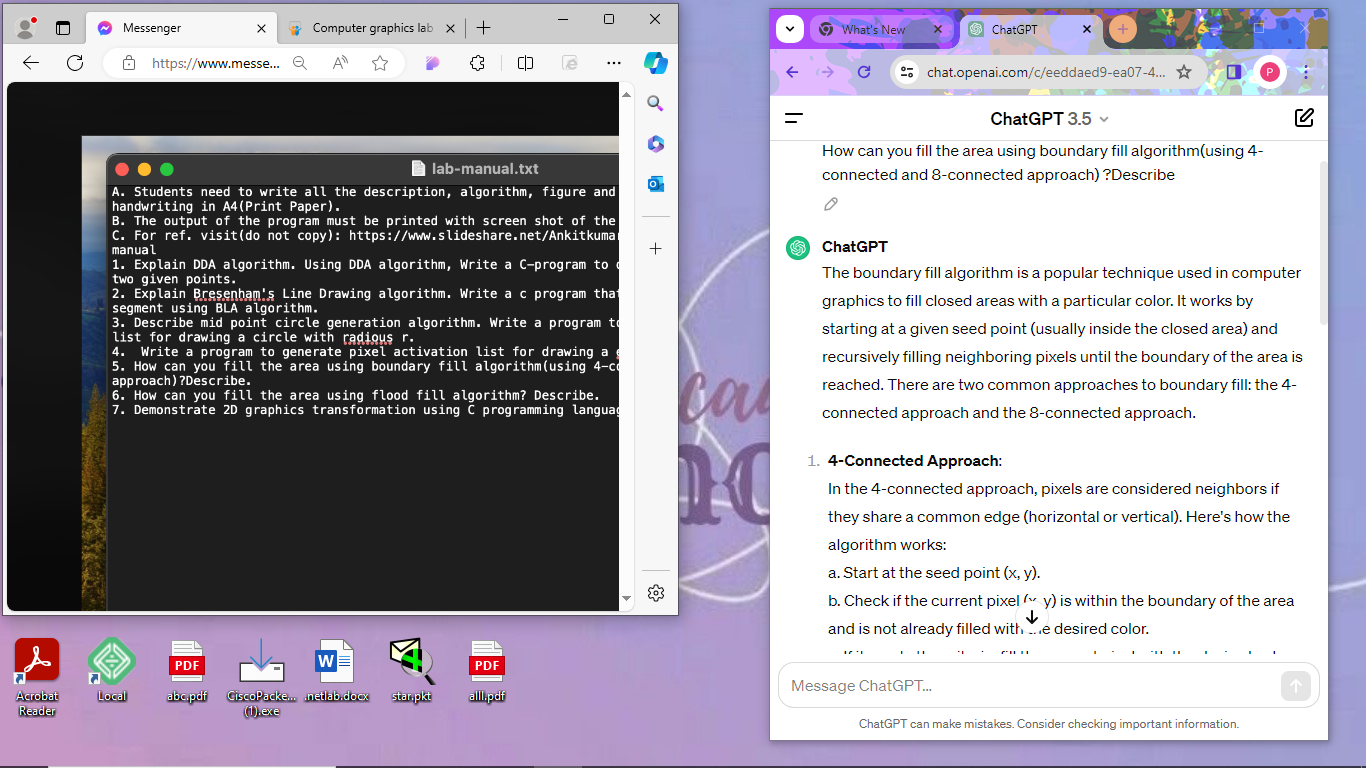 Messenger
Computer graphics lab
https://www.messe...
lab-manual.txt
A. Students need to write all the description, algorithm, figure and
handwriting in A4(Print Paper).
B. The output of the program must be printed with screen shot of the
C. For ref. visit(do not copy): https://www.slideshare.net/Ankitkumar
manual
1. Explain DDA algorithm. Using DDA algorithm, Write a C-program to
two given points.
2. Explain Bresenham's Line Drawing algorithm. Write a c program that
segment using BLA algorithm.
3. Describe mid point circle generation algorithm. Write a program to
list for drawing a circle with radious r.
4. Write a program to generate pixel activation list for drawing a
5. How can you fill the area using boundary fill algorithm(using 4-co
approach)?Describe.
6. How can you fill the area using flood fill algorithm? Describe.
7. Demonstrate 2D graphics transformation using C programming languag
Acrobat
Reader
Local
abc.pdf
CiscoPacke...
(1).exe
.netlab.docx
star.pkt
alll.pdf
PDF
PDF
What's New
ChatGPT
chat.openai.com/c/eeddaed9-ea07-4...
P
ChatGPT 3.5
How can you fill the area using boundary fill algorithm(using 4-
connected and 8-connected approach) ?Describe
ChatGPT
The boundary fill algorithm is a popular technique used in computer
graphics to fill closed areas with a particular color. It works by
starting at a given seed point (usually inside the closed area) and
recursively filling neighboring pixels until the boundary of the area is
reached. There are two common approaches to boundary fill: the 4-
connected approach and the 8-connected approach.
1. 4-Connected Approach:
In the 4-connected approach, pixels are considered neighbors if
they share a common edge (horizontal or vertical). Here's how the
algorithm works:
a. Start at the seed point (x, y).
b. Check if the current pixel (x, y) is within the boundary of the area
and is not already filled with the desired color.
Message ChatGPT...
ChatGPT can make mistakes. Consider checking important information.